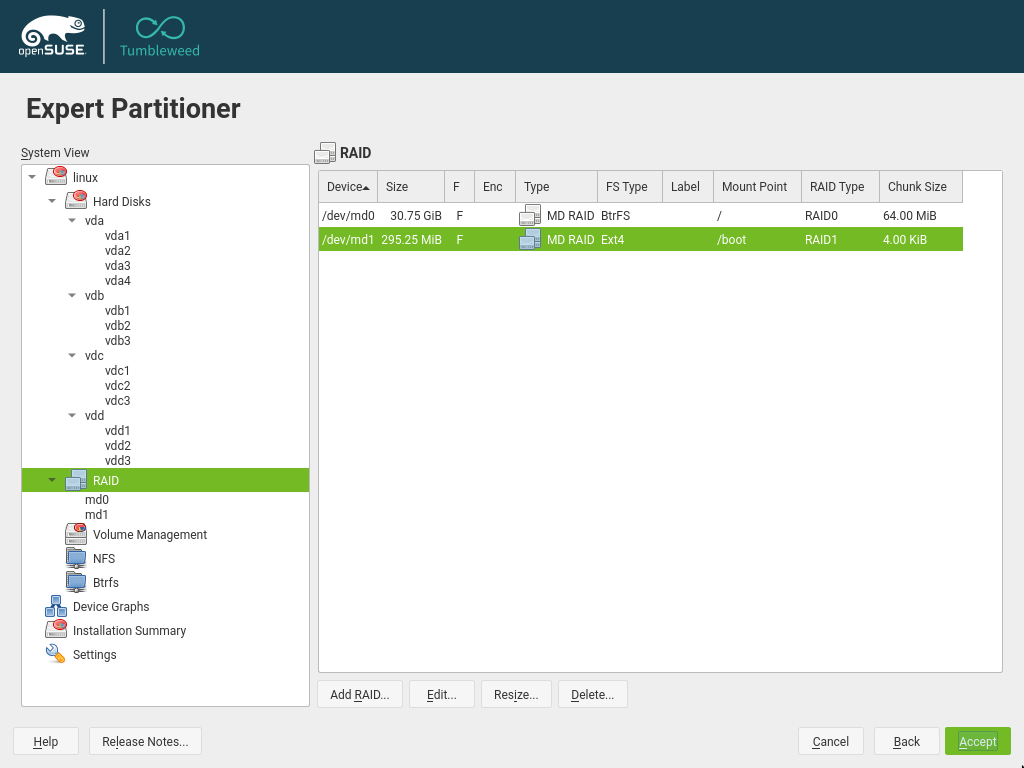 openSUSE. Tumbleweed
Expert Partitioner
System View
linux
Hard Disks
vda
vda1
vda2
vda3
vda4
vdb
vdb1
vdb2
vdb3
vdc
vdc1
vdc2
vdc3
vdd
vdd1
vdd2
vdd3
RAID
md0
md1
Volume Management
NFS
Btrfs
Device Graphs
Installation Summary
Settings
RAID
Device Size F Enc Type FS Type Label Mount Point RAID Type Chunk Size
/dev/md0 30.75 GiB F MD RAID BtrFS / RAID0 64.00 MiB
/dev/md1 295.25 MiB F MD RAID Ext4 /boot RAID1 4.00 KiB
Add RAID... Edit... Resize... Delete...
Help Release Notes... Cancel Back Accept